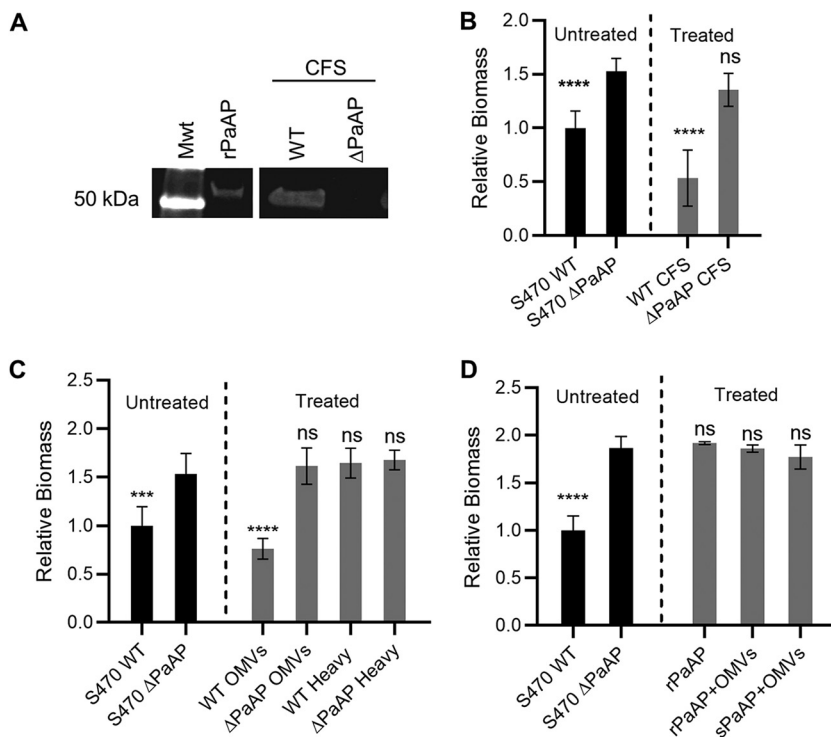 A
CFS
Mwt
rPaAP
WT
ΔPaAP
50 kDa
B
Relative Biomass
2.0
1.5
1.0
0.5
0.0
Untreated
Treated
****
****
ns
S470 WT
S470 ΔPaAP
WT CFS
ΔPaAP CFS
C
Relative Biomass
2.5
2.0
1.5
1.0
0.5
0.0
Untreated
Treated
***
****
ns
ns
ns
S470 WT
S470 ΔPaAP
WT OMVs
ΔPaAP OMVs
WT Heavy
ΔPaAP Heavy
D
Relative Biomass
2.5
2.0
1.5
1.0
0.5
0.0
Untreated
Treated
****
ns
ns
ns
S470 WT
S470 ΔPaAP
rPaAP
rPaAP+OMVs
sPaAP+OMVs